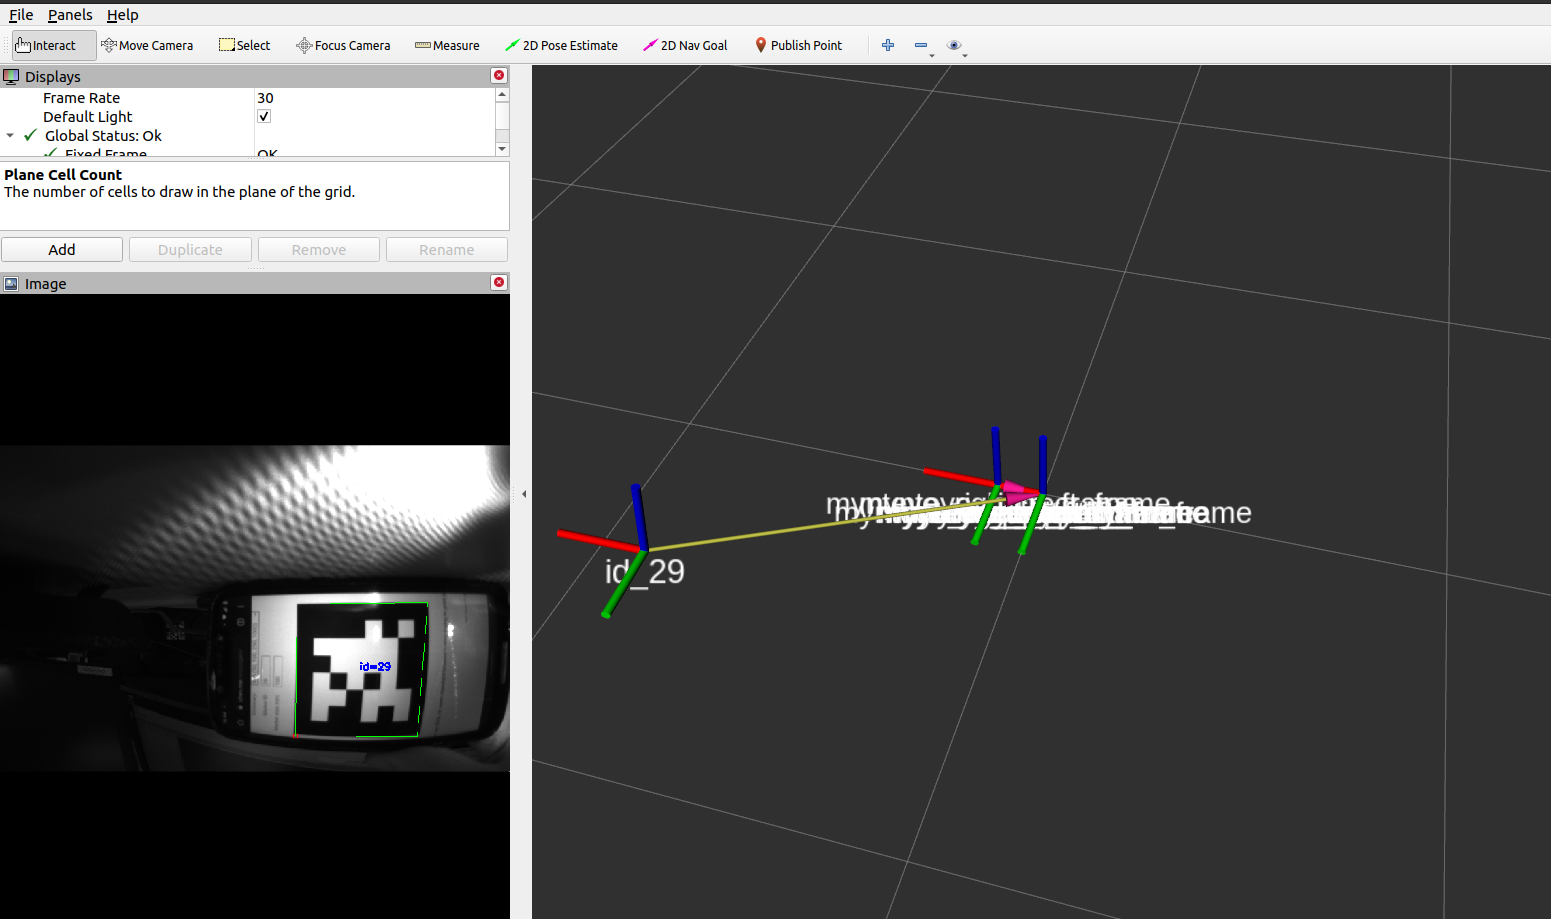 File Panels Help
Interact Move Camera Select Focus Camera Measure 2D Pose Estimate 2D Nav Goal Publish Point
Displays
Frame Rate 30
Default Light
Global Status: Ok
Fixed Frame OK
Plane Cell Count
The number of cells to draw in the plane of the grid.
Add Duplicate Remove Rename
Image
id=29
id_29